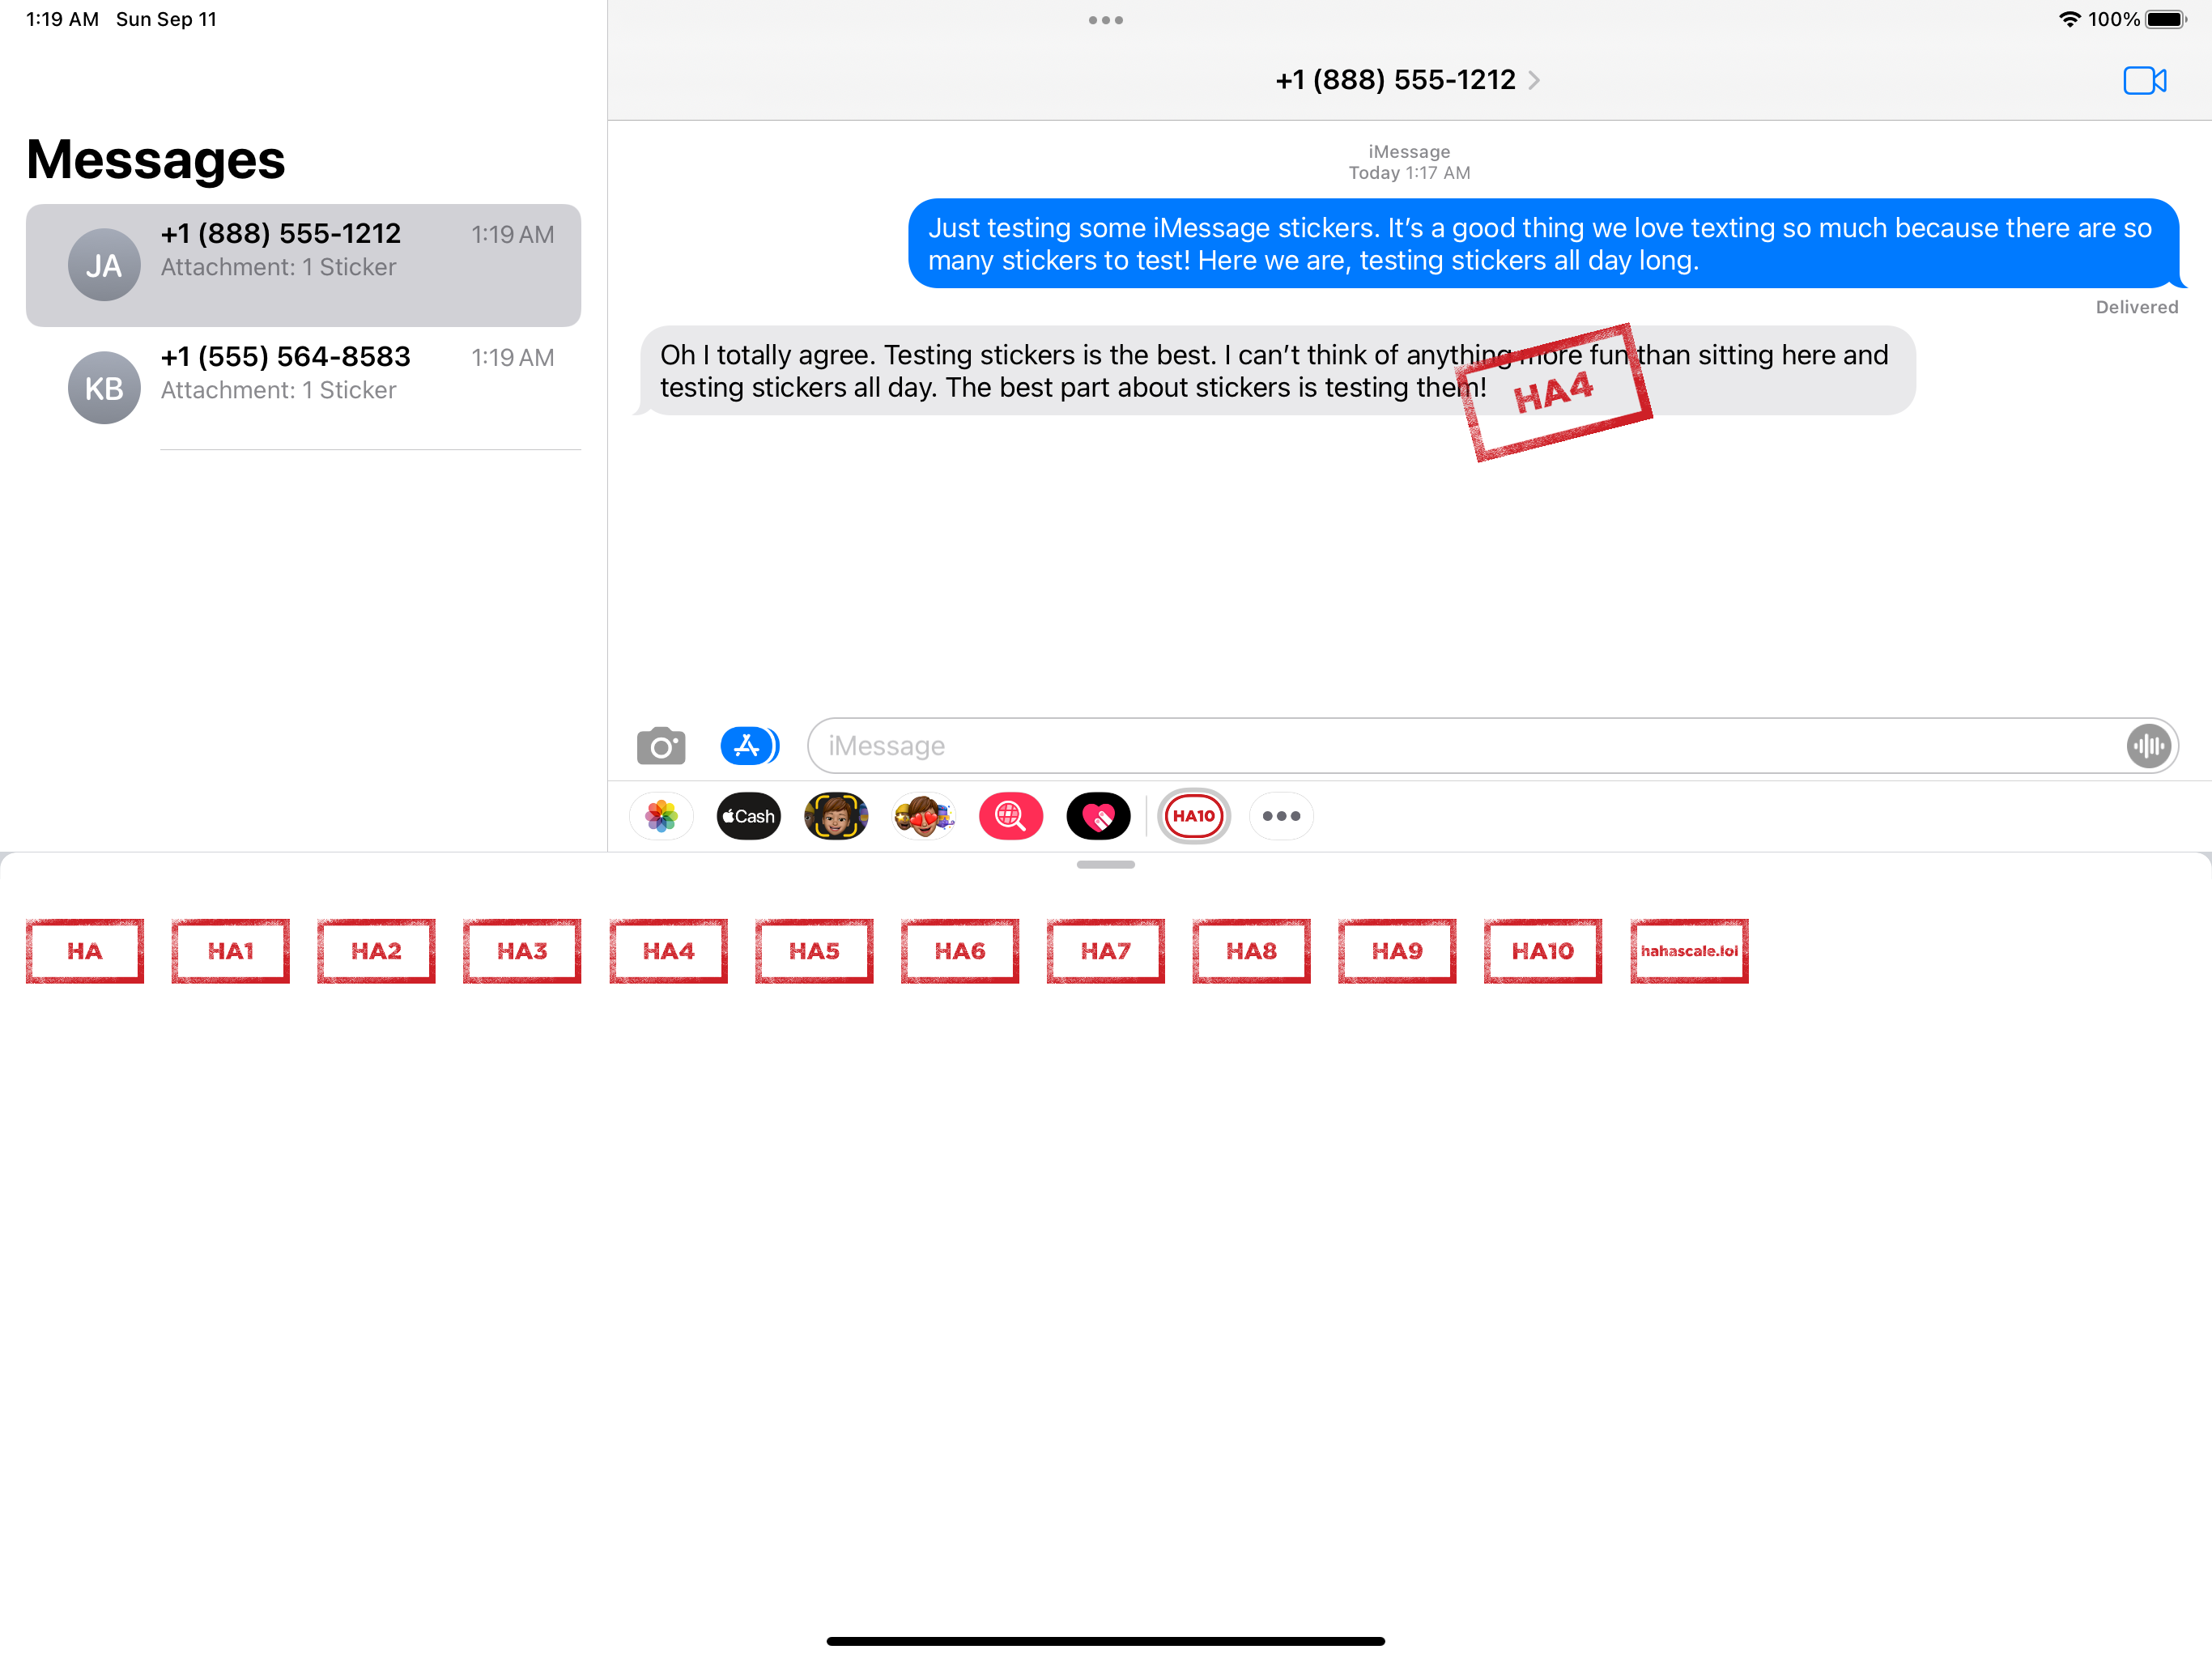 1:19 AM Sun Sep 11
100%
Messages
JA
+1 (888) 555-1212
1:19 AM
Attachment: 1 Sticker
KB
+1 (555) 564-8583
1:19 AM
Attachment: 1 Sticker
+1 (888) 555-1212
iMessage
Today 1:17 AM
Just testing some iMessage stickers. It’s a good thing we love texting so much because there are so
many stickers to test! Here we are, testing stickers all day long.
Delivered
Oh I totally agree. Testing stickers is the best. I can’t think of anything more fun than sitting here and
testing stickers all day. The best part about stickers is testing them!
HA4
iMessage
Cash
HA10
HA HA1 HA2 HA3 HA4 HA5 HA6 HA7 HA8 HA9 HA10 hahascale.lol